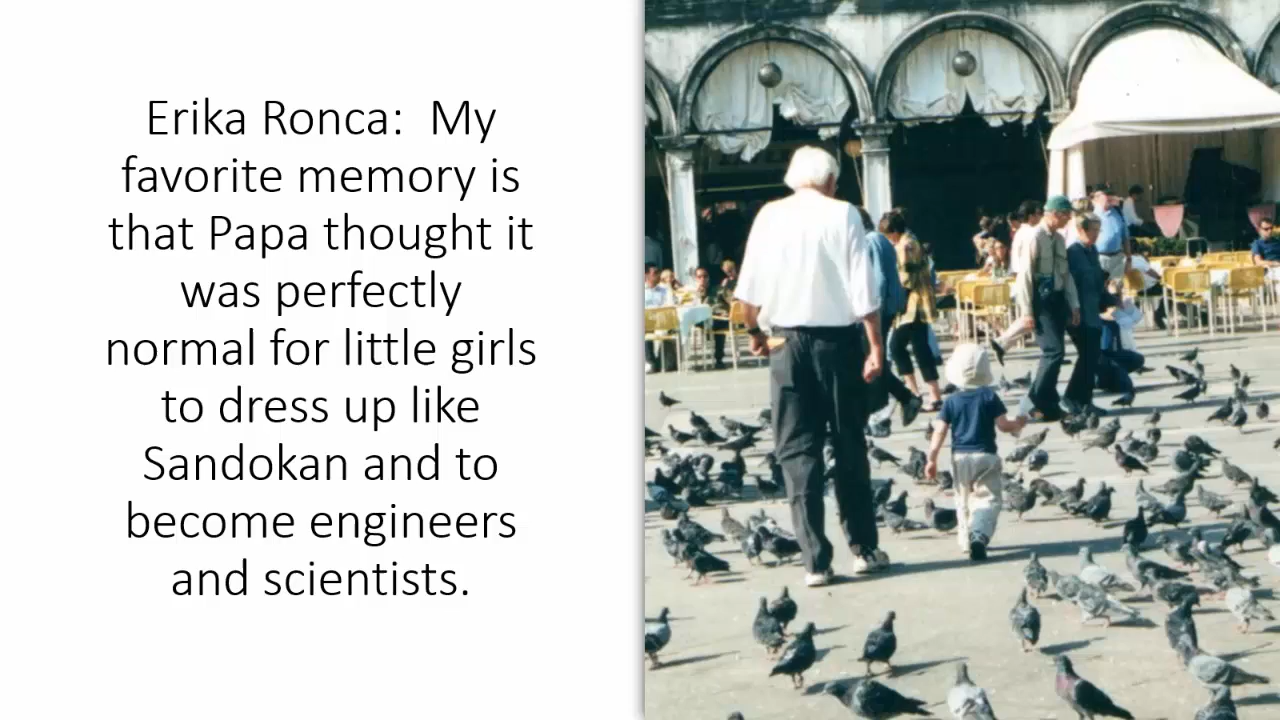 Erika Ronca:  My
favorite memory is
that Papa thought it
was perfectly
normal for little girls
to dress up like
Sandokan and to
become engineers
and scientists.